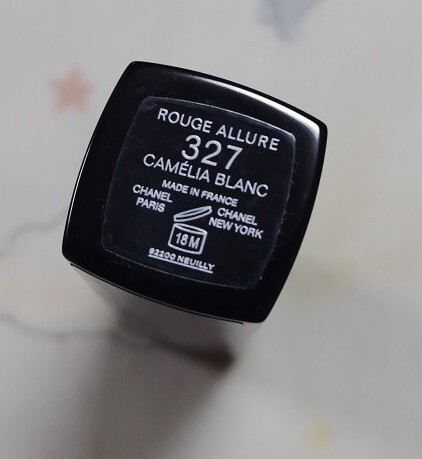 ROUGE ALLURE
327
CAMÉLIA BLANC
MADE IN FRANCE
CHANEL
PARIS
CHANEL
NEW YORK
18M
92200 NEUILLY